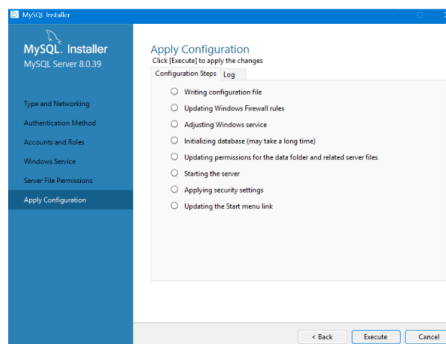 MySQL Installer
MySQL. Installer
MySQL Server 8.0.39
Type and Networking
Authentication Method
Accounts and Roles
Windows Service
Server File Permissions
Apply Configuration
Apply Configuration
Click [Execute] to apply the changes
Configuration Steps Log
Writing configuration file
Updating Windows Firewall rules
Adjusting Windows service
Initializing database (may take a long time)
Updating permissions for the data folder and related server files
Starting the server
Applying security settings
Updating the Start menu link
< Back Execute Cancel